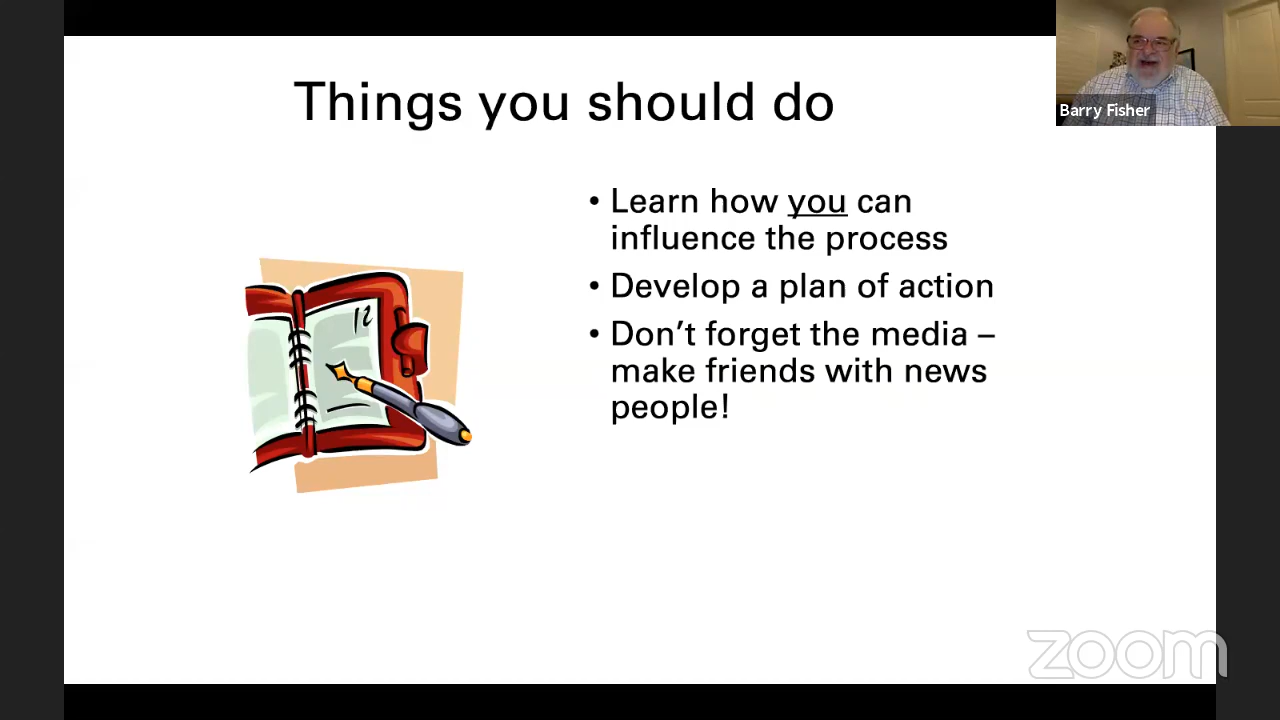 Things you should do
Barry Fisher
• Learn how you can
influence the process
• Develop a plan of action
• Don’t forget the media –
make friends with news
people!
12
zoom